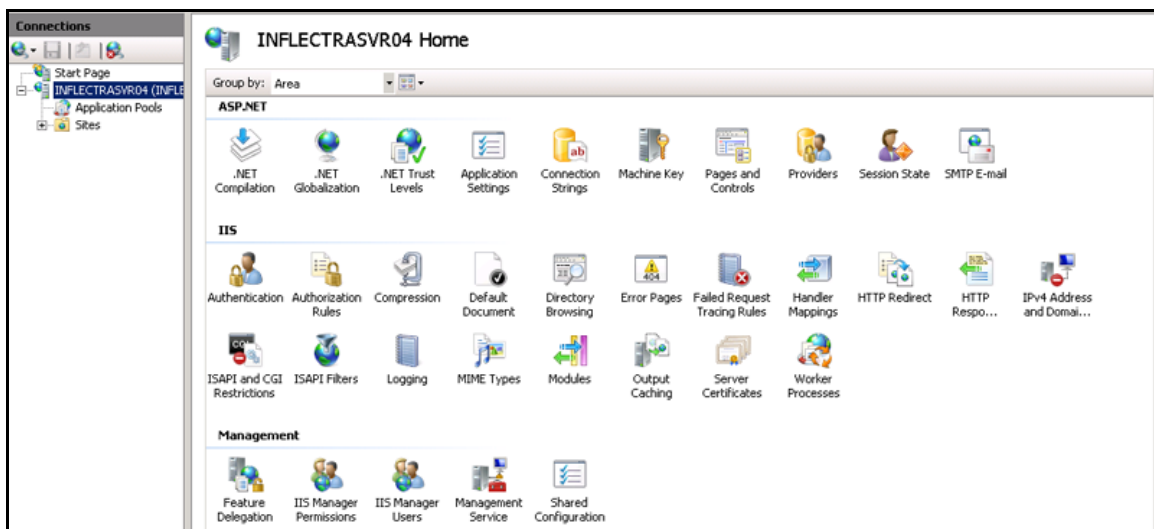 Connections
Start Page
INFLECTRASVR04 (INFLE
Application Pools
Sites
INFLECTRASVR04 Home
Group by: Area
ASP.NET
.NET Compilation
.NET Globalization
.NET Trust Levels
Application Settings
Connection Strings
Machine Key
Pages and Controls
Providers
Session State
SMTP E-mail
IIS
Authentication
Authorization Rules
Compression
Default Document
Directory Browsing
Error Pages
Failed Request Tracing Rules
Handler Mappings
HTTP Redirect
HTTP Respo...
IPv4 Address and Domai...
ISAPI and CGI Restrictions
ISAPI Filters
Logging
MIME Types
Modules
Output Caching
Server Certificates
Worker Processes
Management
Feature Delegation
IIS Manager Permissions
IIS Manager Users
Management Service
Shared Configuration